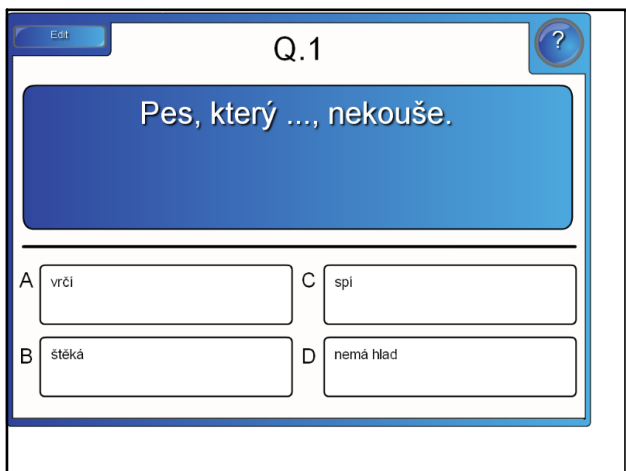 Edit
Q.1
?
Pes, který ..., nekouše.
A vrčí
C spí
B štěká
D nemá hlad